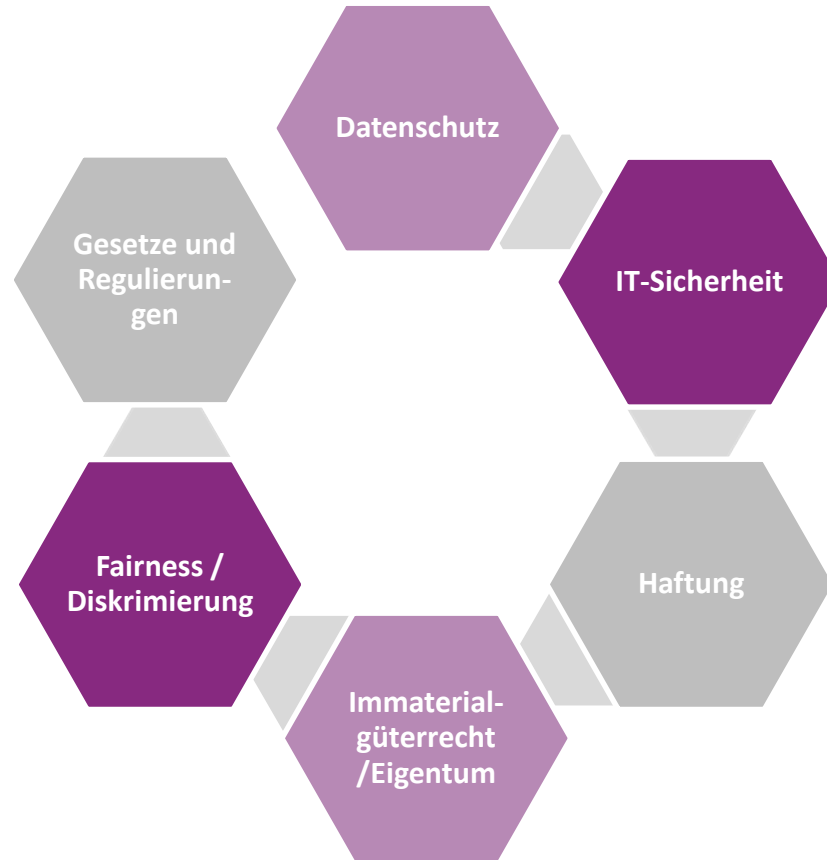 Datenschutz
IT-Sicherheit
Haftung
Immaterial-
güterrecht
/Eigentum
Fairness /
Diskrimierung
Gesetze und
Regulierun-
gen